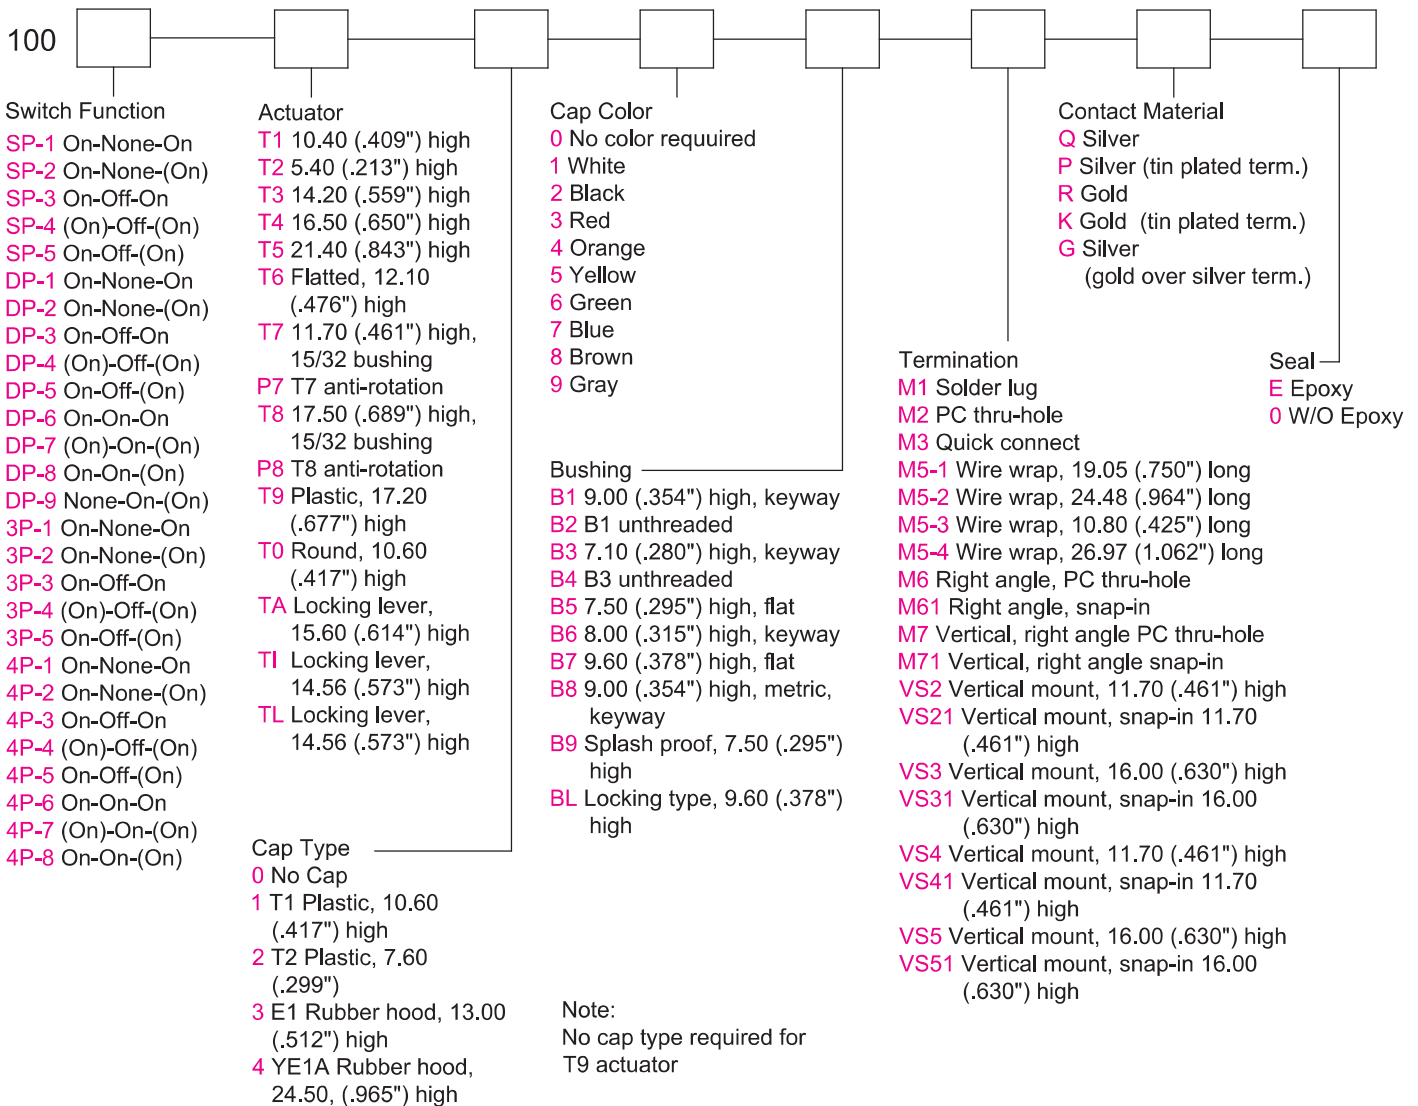 100
Switch Function
SP-1 On-None-On
SP-2 On-None-(On)
SP-3 On-Off-On
SP-4 (On)-Off-(On)
SP-5 On-Off-(On)
DP-1 On-None-On
DP-2 On-None-(On)
DP-3 On-Off-On
DP-4 (On)-Off-(On)
DP-5 On-Off-(On)
DP-6 On-On-On
DP-7 (On)-On-(On)
DP-8 On-On-(On)
DP-9 None-On-(On)
3P-1 On-None-On
3P-2 On-None-(On)
3P-3 On-Off-On
3P-4 (On)-Off-(On)
3P-5 On-Off-(On)
4P-1 On-None-On
4P-2 On-None-(On)
4P-3 On-Off-On
4P-4 (On)-Off-(On)
4P-5 On-Off-(On)
4P-6 On-On-On
4P-7 (On)-On-(On)
4P-8 On-On-(On)
Actuator
T1 10.40 (.409") high
T2 5.40 (.213") high
T3 14.20 (.559") high
T4 16.50 (.650") high
T5 21.40 (.843") high
T6 Flatted, 12.10
(.476") high
T7 11.70 (.461") high,
15/32 bushing
P7 T7 anti-rotation
T8 17.50 (.689") high,
15/32 bushing
P8 T8 anti-rotation
T9 Plastic, 17.20
(.677") high
T0 Round, 10.60
(.417") high
TA Locking lever,
15.60 (.614") high
TI Locking lever,
14.56 (.573") high
TL Locking lever,
14.56 (.573") high
Cap Type
0 No Cap
1 T1 Plastic, 10.60
(.417") high
2 T2 Plastic, 7.60
(.299")
3 E1 Rubber hood, 13.00
(.512") high
4 YE1A Rubber hood,
24.50, (.965") high
Cap Color
0 No color requuired
1 White
2 Black
3 Red
4 Orange
5 Yellow
6 Green
7 Blue
8 Brown
9 Gray
Bushing
B1 9.00 (.354") high, keyway
B2 B1 unthreaded
B3 7.10 (.280") high, keyway
B4 B3 unthreaded
B5 7.50 (.295") high, flat
B6 8.00 (.315") high, keyway
B7 9.60 (.378") high, flat
B8 9.00 (.354") high, metric,
keyway
B9 Splash proof, 7.50 (.295")
high
BL Locking type, 9.60 (.378")
high
Note:
No cap type required for
T9 actuator
Termination
M1 Solder lug
M2 PC thru-hole
M3 Quick connect
M5-1 Wire wrap, 19.05 (.750") long
M5-2 Wire wrap, 24.48 (.964") long
M5-3 Wire wrap, 10.80 (.425") long
M5-4 Wire wrap, 26.97 (1.062") long
M6 Right angle, PC thru-hole
M61 Right angle, snap-in
M7 Vertical, right angle PC thru-hole
M71 Vertical, right angle snap-in
VS2 Vertical mount, 11.70 (.461") high
VS21 Vertical mount, snap-in 11.70
(.461") high
VS3 Vertical mount, 16.00 (.630") high
VS31 Vertical mount, snap-in 16.00
(.630") high
VS4 Vertical mount, 11.70 (.461") high
VS41 Vertical mount, snap-in 11.70
(.461") high
VS5 Vertical mount, 16.00 (.630") high
VS51 Vertical mount, snap-in 16.00
(.630") high
Contact Material
Q Silver
P Silver (tin plated term.)
R Gold
K Gold (tin plated term.)
G Silver
(gold over silver term.)
Seal
E Epoxy
0 W/O Epoxy